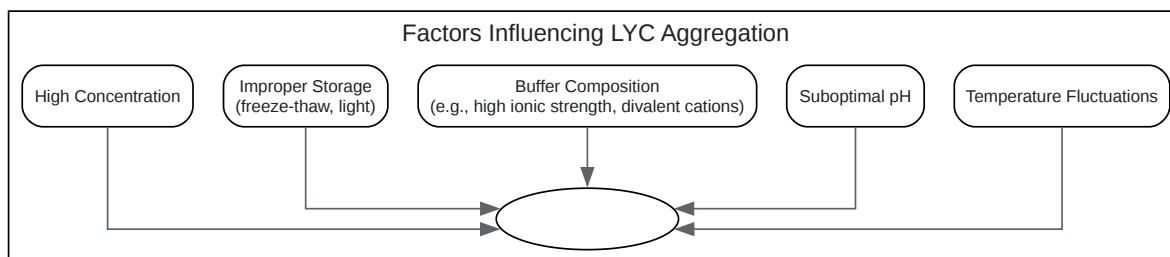 Factors Influencing LYC Aggregation
High Concentration
Improper Storage
(freeze-thaw, light)
Buffer Composition
(e.g., high ionic strength, divalent cations)
Suboptimal pH
Temperature Fluctuations